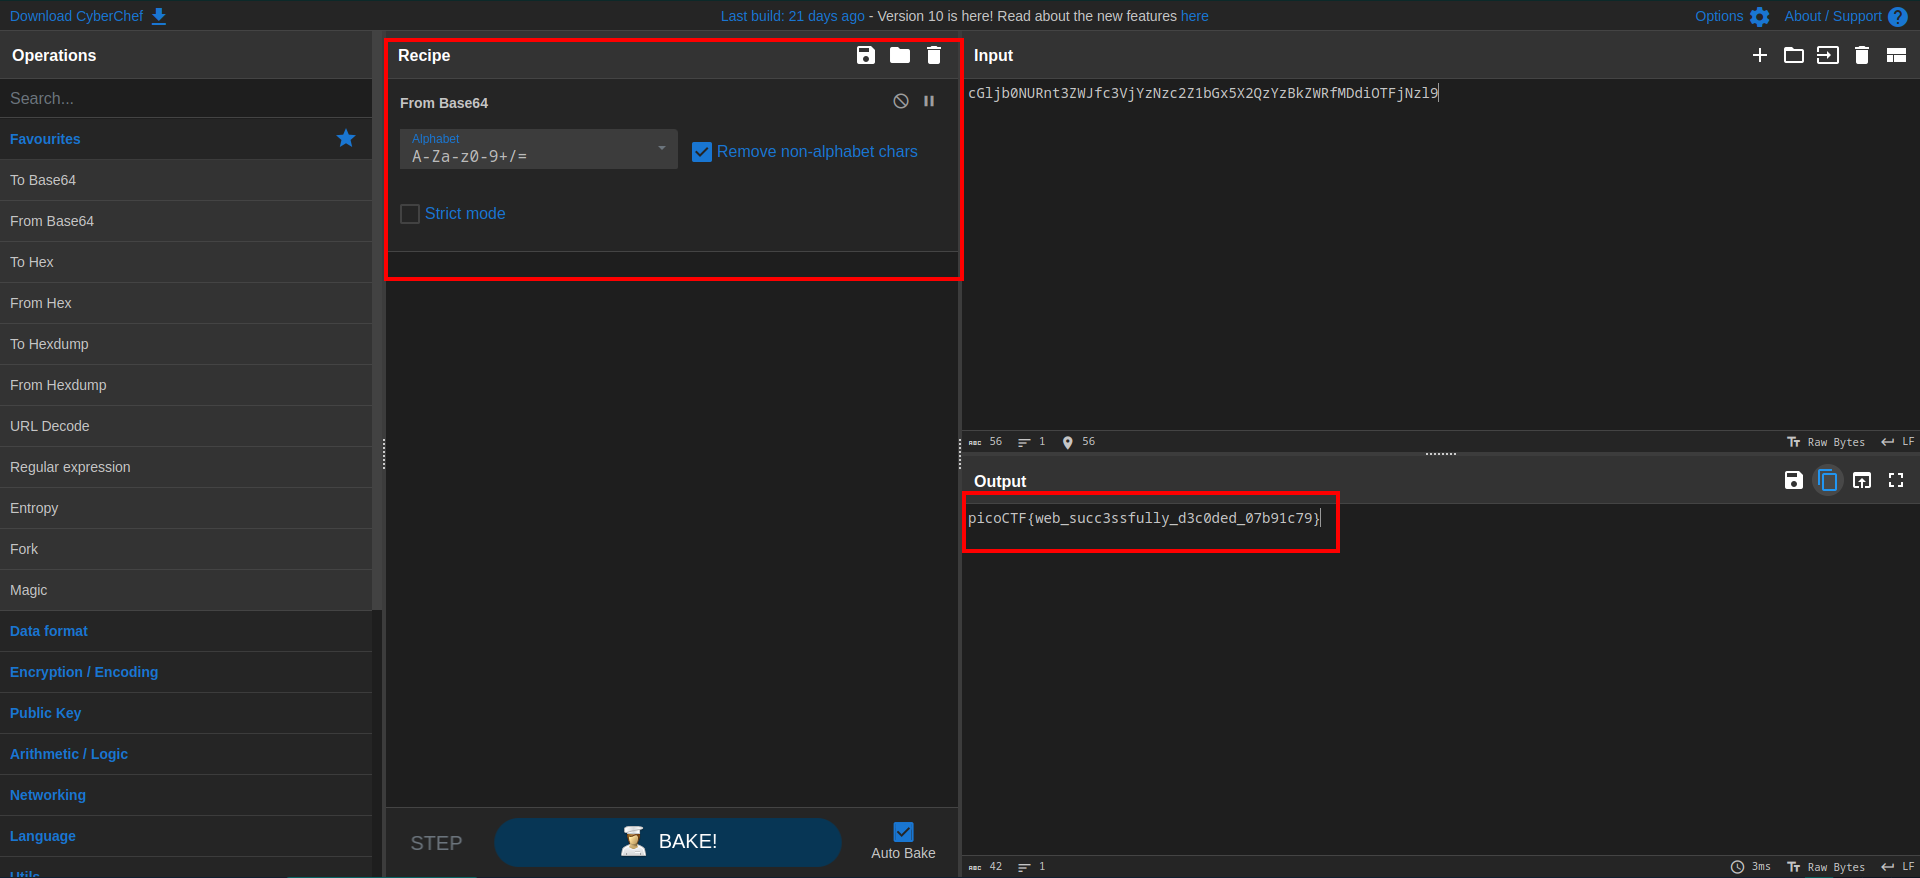 Download CyberChef
Last build: 21 days ago - Version 10 is here! Read about the new features here
Options
About / Support
Operations
Search...
Favourites
To Base64
From Base64
To Hex
From Hex
To Hexdump
From Hexdump
URL Decode
Regular expression
Entropy
Fork
Magic
Data format
Encryption / Encoding
Public Key
Arithmetic / Logic
Networking
Language
Utils
Recipe
From Base64
Alphabet
A-Za-z0-9+/=
Remove non-alphabet chars
Strict mode
STEP
BAKE!
Auto Bake
Input
cGljb0NURnt3ZWJfc3VjYzNzc2Z1bGx5X2QzYzBkZWRfMDdiOTFjNzl9
ABC 56 1 56
Raw Bytes LF
Output
picoCTF{web_succ3ssfully_d3c0ded_07b91c79}
ABC 42 1
3ms Raw Bytes LF